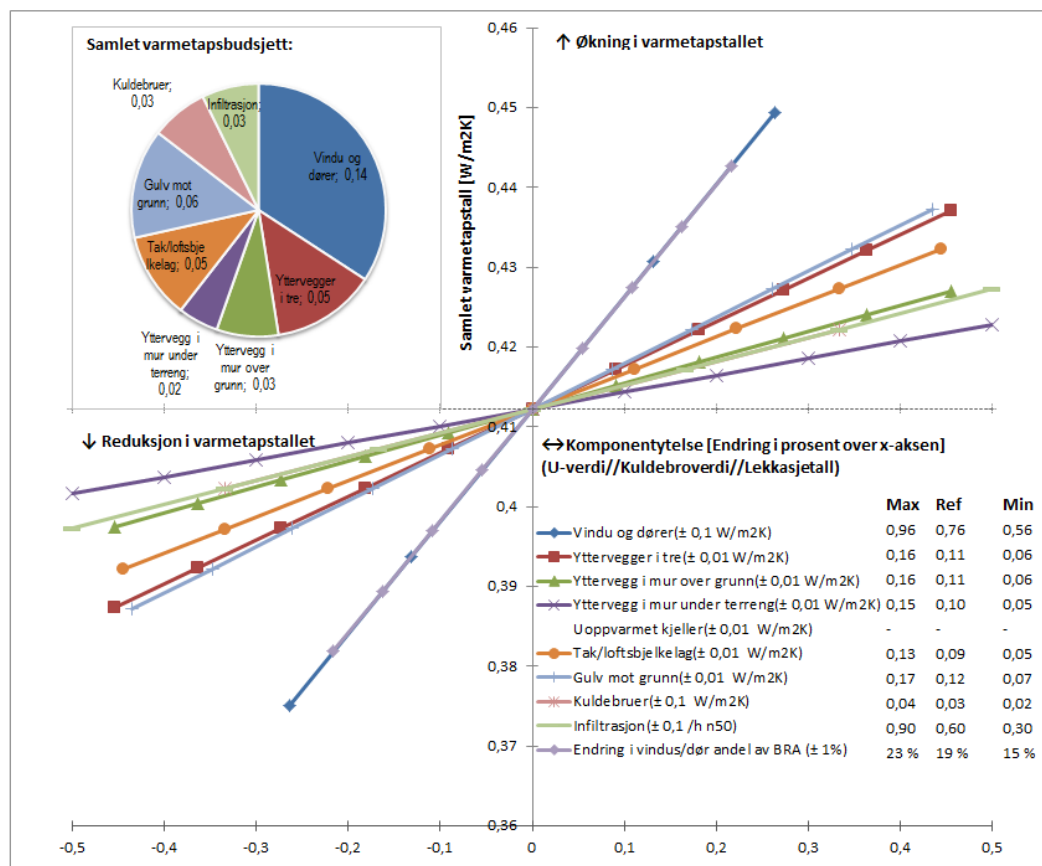 Samlet varmetapsbudsjett:
Kuldebruer;
0,03
Infiltrasjon;
0,03
Vindu og
dører; 0,14
Gulv mot
grunn; 0,06
Tak/loftsbje
lkelag; 0,05
Yttervegger
i tre; 0,05
Yttervegg i
mur under
terreng;
0,02
Yttervegg i
mur over
grunn; 0,03
↑ Økning i varmetapstallet
Samlet varmetapstall [W/m2K]
0,46
0,45
0,44
0,43
0,42
0,41
0,4
0,39
0,38
0,37
0,36
↓ Reduksjon i varmetapstallet
↔Komponentytelse [Endring i prosent over x-aksen]
(U-verdi//Kuldebroverdi//Lekkasjetall)
Max Ref Min
Vindu og dører(± 0,1 W/m2K) 0,96 0,76 0,56
Yttervegger i tre(± 0,01 W/m2K) 0,16 0,11 0,06
Yttervegg i mur over grunn(± 0,01 W/m2K) 0,16 0,11 0,06
Yttervegg i mur under terreng(± 0,01 W/m2K) 0,15 0,10 0,05
Uoppvarmet kjeller(± 0,01 W/m2K) - - -
Tak/loftsbjelkelag(± 0,01 W/m2K) 0,13 0,09 0,05
Gulv mot grunn(± 0,01 W/m2K) 0,17 0,12 0,07
Kuldebruer(± 0,1 W/m2K) 0,04 0,03 0,02
Infiltrasjon(± 0,1 /h n50) 0,90 0,60 0,30
Endring i vindus/dør andel av BRA (± 1%) 23 % 19 % 15 %
-0,5 -0,4 -0,3 -0,2 -0,1 0 0,1 0,2 0,3 0,4 0,5